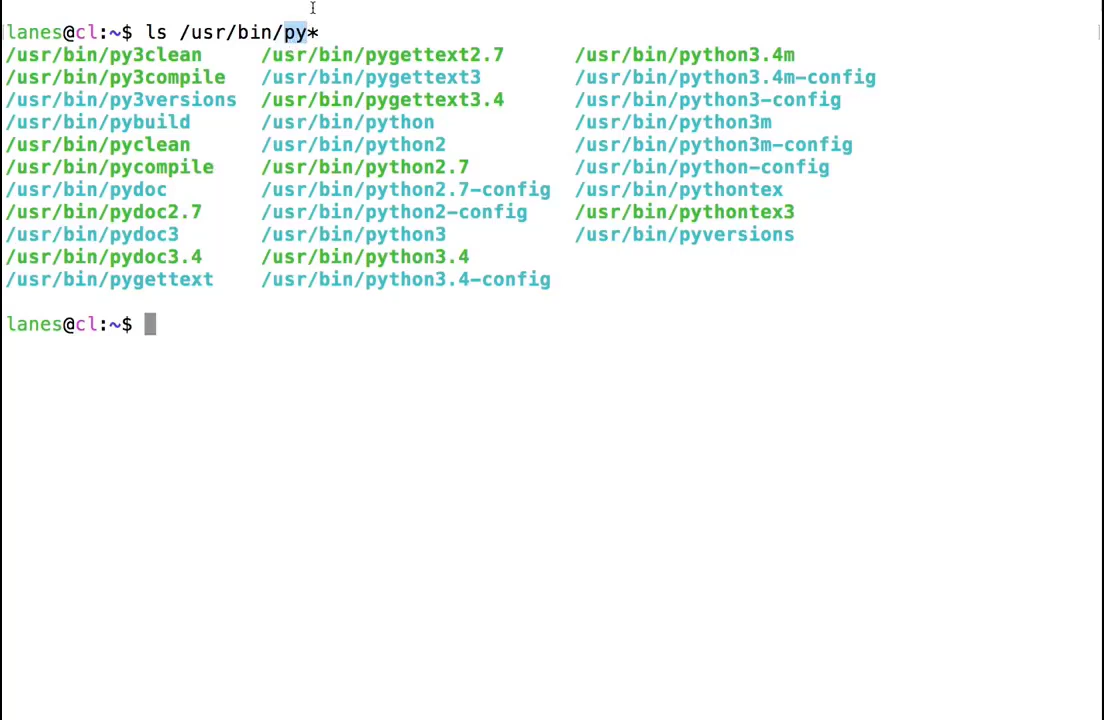 lanes@cl:~$ ls /usr/bin/py*
/usr/bin/py3clean /usr/bin/pygettext2.7 /usr/bin/python3.4m
/usr/bin/py3compile /usr/bin/pygettext3 /usr/bin/python3.4m-config
/usr/bin/py3versions /usr/bin/pygettext3.4 /usr/bin/python3-config
/usr/bin/pybuild /usr/bin/python /usr/bin/python3m
/usr/bin/pyclean /usr/bin/python2 /usr/bin/python3m-config
/usr/bin/pycompile /usr/bin/python2.7 /usr/bin/python-config
/usr/bin/pydoc /usr/bin/python2.7-config /usr/bin/pythontex
/usr/bin/pydoc2.7 /usr/bin/python2-config /usr/bin/pythontex3
/usr/bin/pydoc3 /usr/bin/python3 /usr/bin/pyversions
/usr/bin/pydoc3.4 /usr/bin/python3.4
/usr/bin/pygettext /usr/bin/python3.4-config
lanes@cl:~$